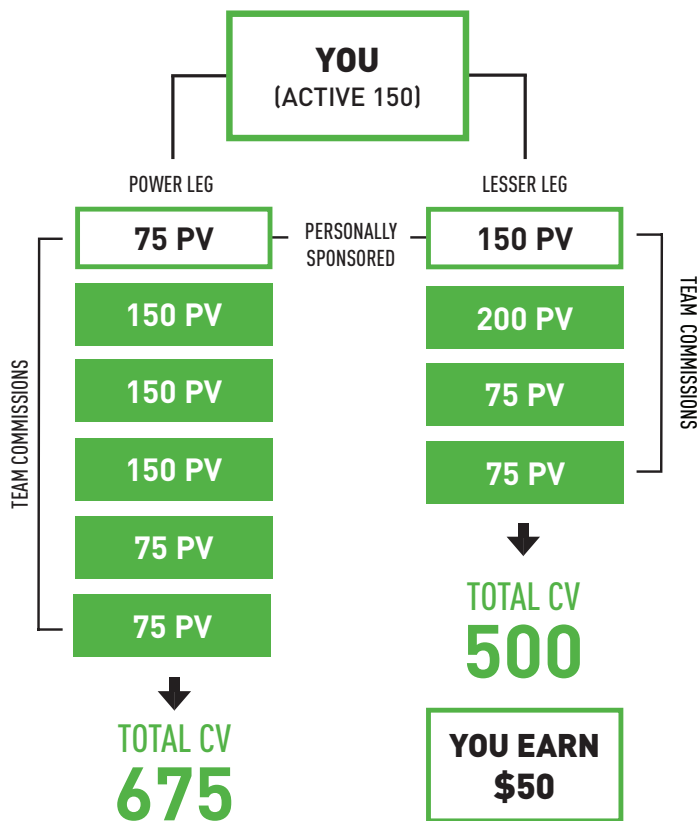 YOU
(ACTIVE 150)
POWER LEG
LESSER LEG
75 PV
PERSONALLY
SPONSORED
150 PV
150 PV
200 PV
150 PV
75 PV
150 PV
75 PV
75 PV
75 PV
TEAM COMMISSIONS
TEAM COMMISSIONS
TOTAL CV
675
TOTAL CV
500
YOU EARN
$50